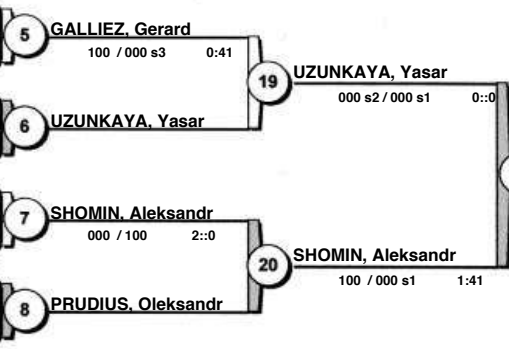 5 GALLIEZ, Gerard
100 / 000 s3 0:41
19 UZUNKAYA, Yasar
000 s2 / 000 s1 0::0
6 UZUNKAYA, Yasar
7 SHOMIN, Aleksandr
000 / 100 2::0
20 SHOMIN, Aleksandr
100 / 000 s1 1:41
8 PRUDIUS, Oleksandr